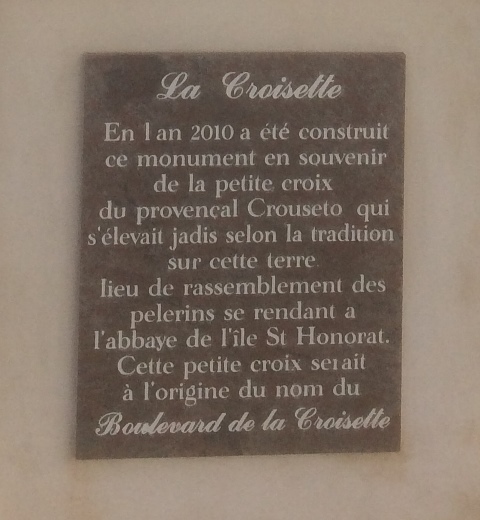 La Croisette
En l an 2010 a été construit
ce monument en souvenir
de la petite croix
du provençal Crouseto qui
s'élevait jadis selon la tradition
sur cette terre
lieu de rassemblement des
pelerins se rendant a
l'abbaye de l'île St Honorat.
Cette petite croix serait
à l'origine du nom du
Boulevard de la Croisette